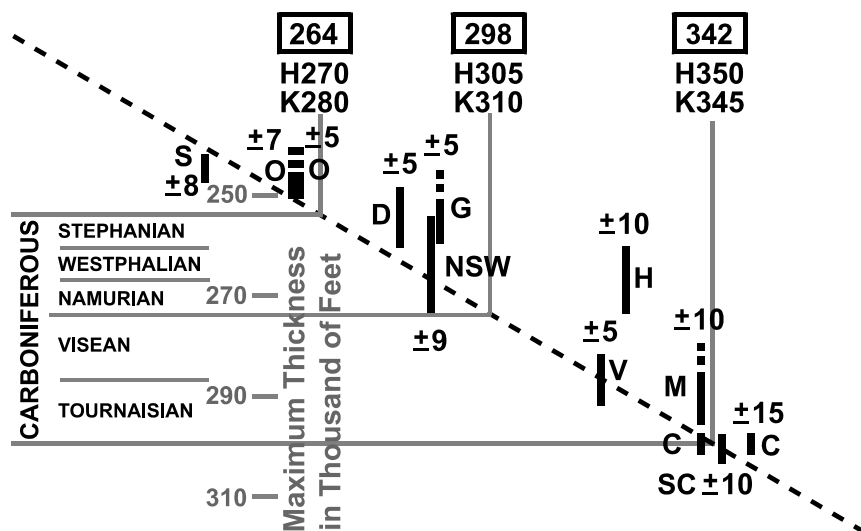 264 298 342
H270 H305 H350
K280 K310 K345
±7 ±5 ±5
S O O ±5
±8 250 D G
CARBONIFEROUS
STEPHANIAN ±10
WESTPHALIAN NSW H
NAMURIAN 270
±9 ±5 ±10
VISEAN V
290 M
TOURNAISIAN ±15
C C
SC ±10
310
Maximum Thickness
in Thousand of Feet